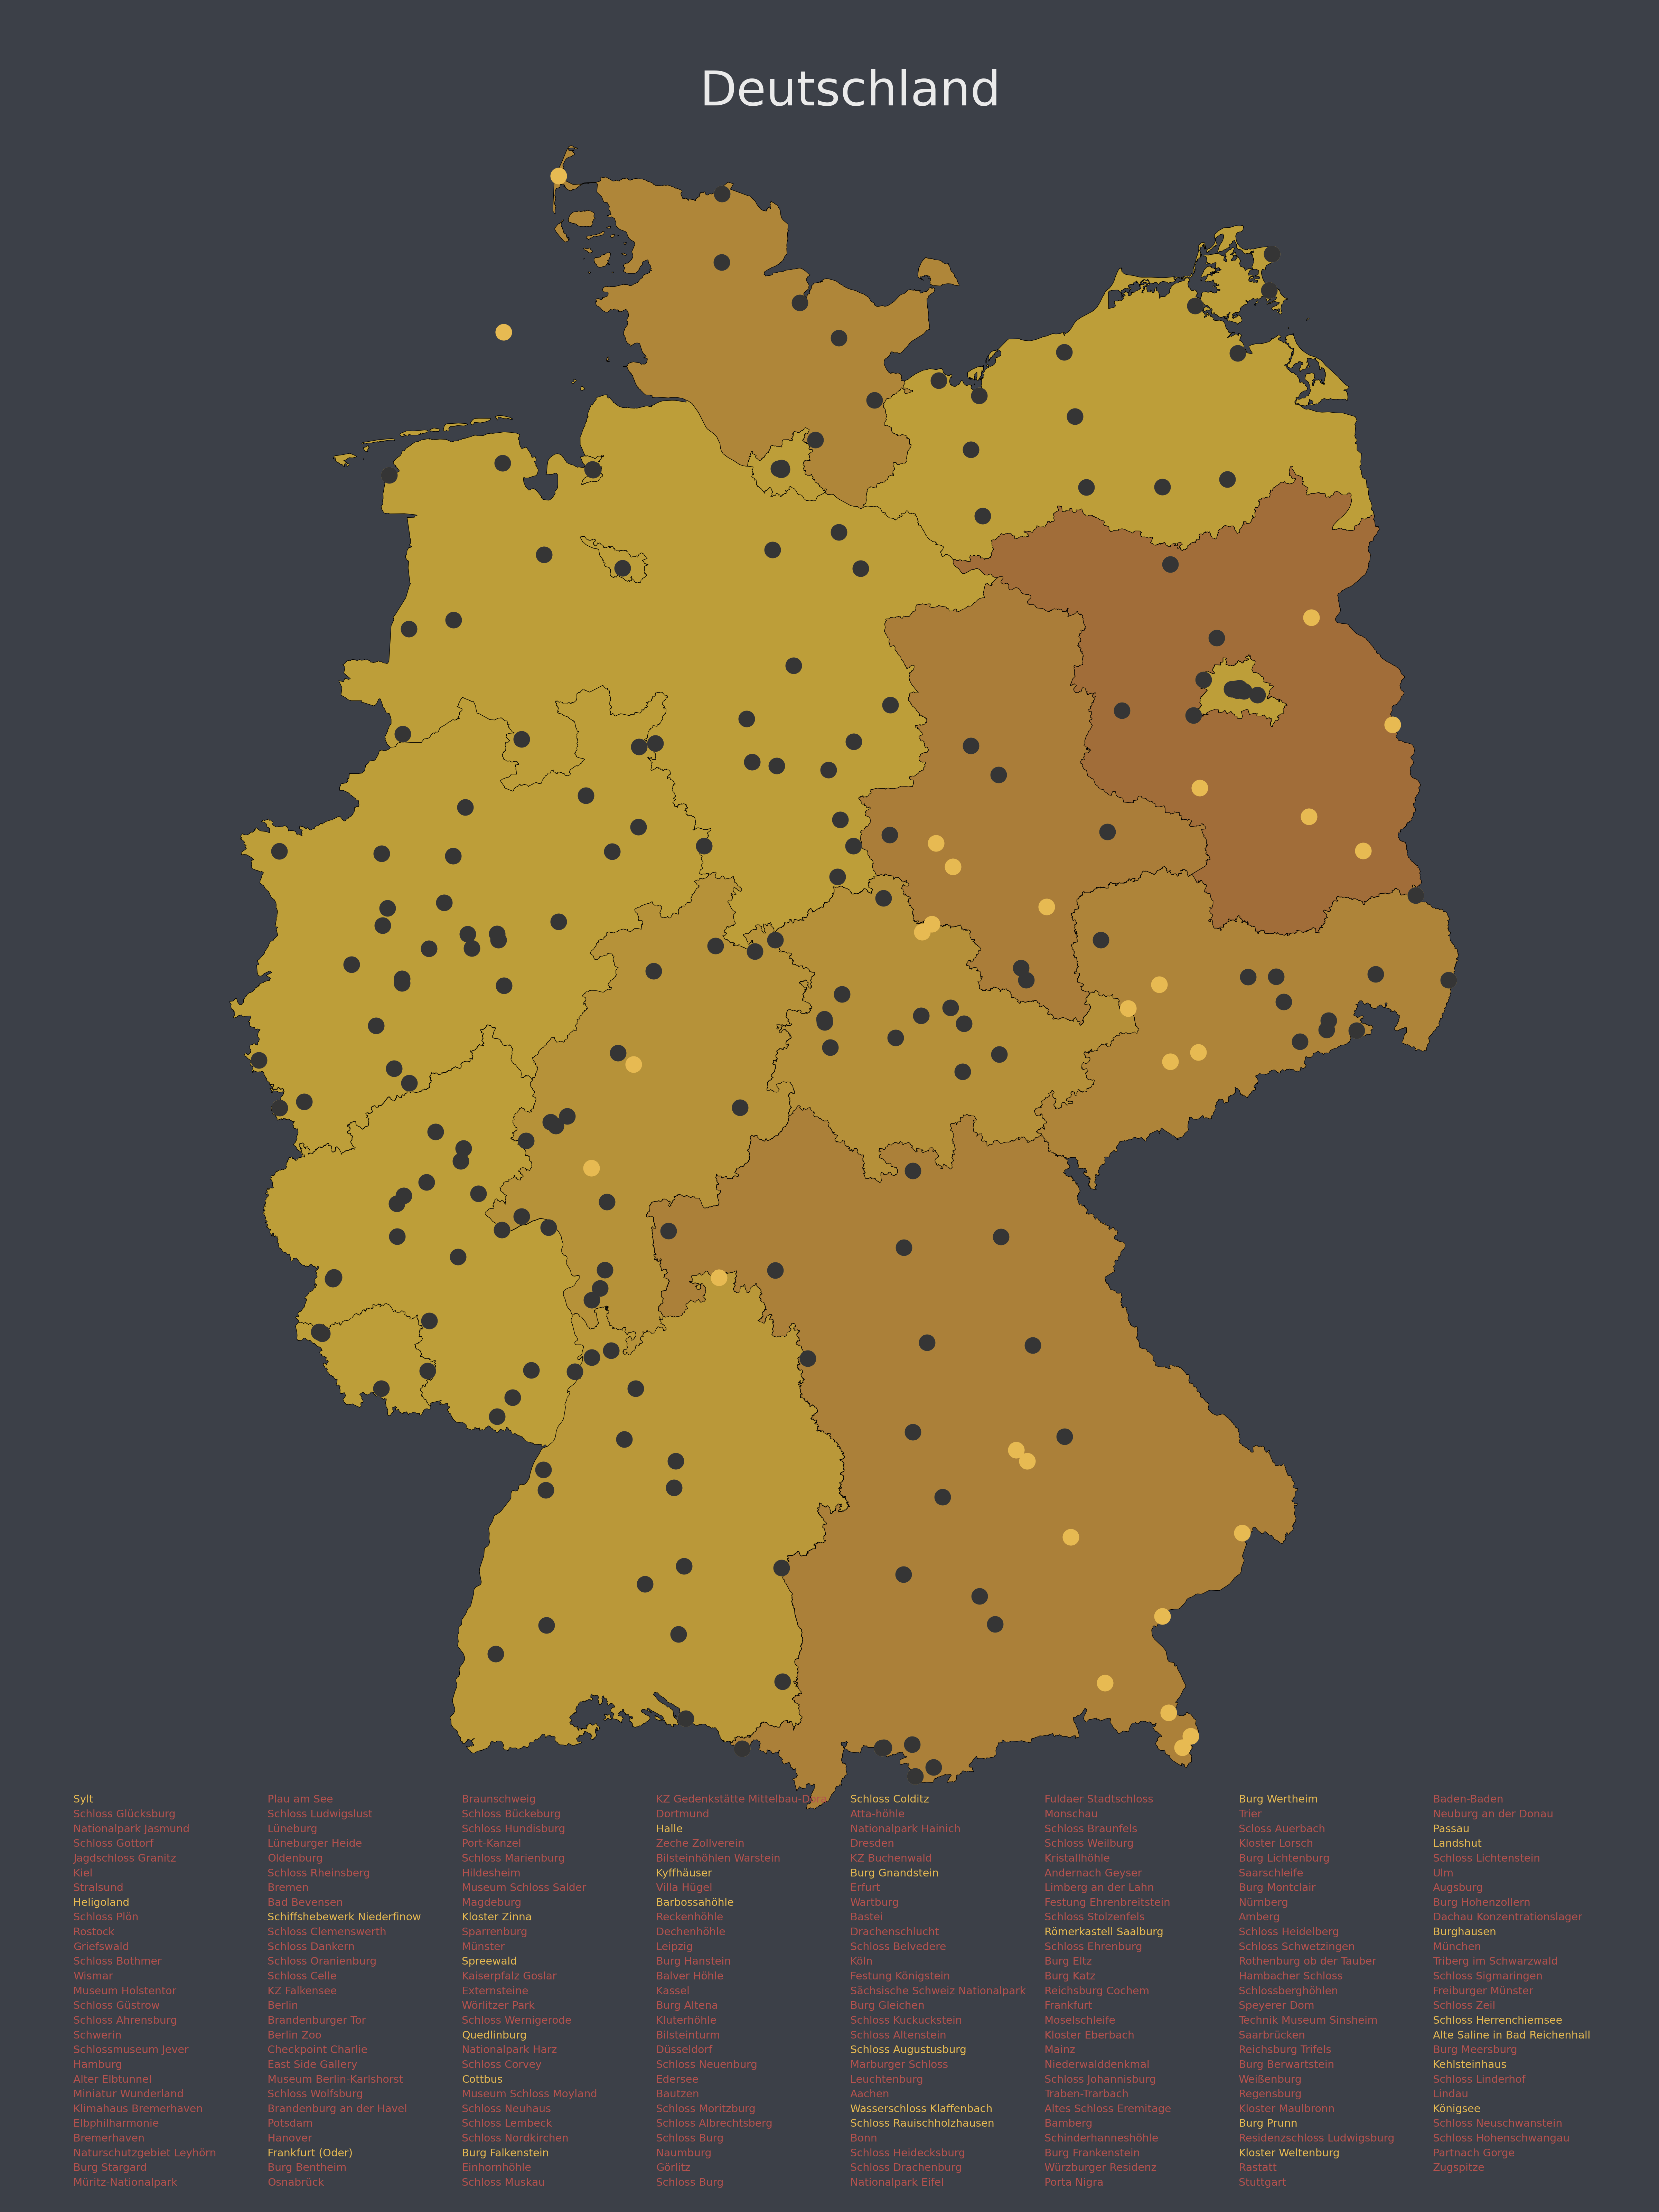 Deutschland
Sylt
Schloss Glücksburg
Nationalpark Jasmund
Schloss Gottorf
Jagdschloss Granitz
Kiel
Stralsund
Heligoland
Schloss Plön
Rostock
Griefswald
Schloss Bothmer
Wismar
Museum Holstentor
Schloss Güstrow
Schloss Ahrensburg
Schwerin
Schlossmuseum Jever
Hamburg
Alter Elbtunnel
Miniatur Wunderland
Klimahaus Bremerhaven
Elbphilharmonie
Bremerhaven
Naturschutzgebiet Leyhörn
Burg Stargard
Müritz-Nationalpark
Plau am See
Schloss Ludwigslust
Lüneburg
Lüneburger Heide
Oldenburg
Schloss Rheinsberg
Bremen
Bad Bevensen
Schiffshebewerk Niederfinow
Schloss Clemenswerth
Schloss Dankern
Schloss Oranienburg
Schloss Celle
KZ Falkensee
Berlin
Brandenburger Tor
Berlin Zoo
Checkpoint Charlie
East Side Gallery
Museum Berlin-Karlshorst
Schloss Wolfsburg
Brandenburg an der Havel
Potsdam
Hanover
Frankfurt (Oder)
Burg Bentheim
Osnabrück
Braunschweig
Schloss Bückeburg
Schloss Hundisburg
Port-Kanzel
Schloss Marienburg
Hildesheim
Museum Schloss Salder
Magdeburg
Kloster Zinna
Sparrenburg
Münster
Spreewald
Kaiserpfalz Goslar
Externsteine
Wörlitzer Park
Schloss Wernigerode
Quedlinburg
Nationalpark Harz
Schloss Corvey
Cottbus
Museum Schloss Moyland
Schloss Neuhaus
Schloss Lembeck
Schloss Nordkirchen
Burg Falkenstein
Einhornhöhle
Schloss Muskau
KZ Gedenkstätte Mittelbau-Dora
Dortmund
Halle
Zeche Zollverein
Bilsteinhöhlen Warstein
Kyffhäuser
Villa Hügel
Barbossahöhle
Reckenhöhle
Dechenhöhle
Leipzig
Burg Hanstein
Balver Höhle
Kassel
Burg Altena
Kluterhöhle
Bilsteinturm
Düsseldorf
Schloss Neuenburg
Edersee
Bautzen
Schloss Moritzburg
Schloss Albrechtsberg
Schloss Burg
Naumburg
Görlitz
Schloss Burg
Schloss Colditz
Atta-höhle
Nationalpark Hainich
Dresden
KZ Buchenwald
Burg Gnandstein
Erfurt
Wartburg
Bastei
Drachenschlucht
Schloss Belvedere
Köln
Festung Königstein
Sächsische Schweiz Nationalpark
Burg Gleichen
Schloss Kuckuckstein
Schloss Altenstein
Schloss Augustusburg
Marburger Schloss
Leuchtenburg
Aachen
Wasserschloss Klaffenbach
Schloss Rauischholzhausen
Bonn
Schloss Heidecksburg
Schloss Drachenburg
Nationalpark Eifel
Fuldaer Stadtschloss
Monschau
Schloss Braunfels
Schloss Weilburg
Kristallhöhle
Andernach Geyser
Limberg an der Lahn
Festung Ehrenbreitstein
Schloss Stolzenfels
Römerkastell Saalburg
Schloss Ehrenburg
Burg Eltz
Burg Katz
Reichsburg Cochem
Frankfurt
Moselschleife
Kloster Eberbach
Mainz
Niederwalddenkmal
Schloss Johannisburg
Traben-Trarbach
Altes Schloss Eremitage
Bamberg
Schinderhanneshöhle
Burg Frankenstein
Würzburger Residenz
Porta Nigra
Burg Wertheim
Trier
Scloss Auerbach
Kloster Lorsch
Burg Lichtenburg
Saarschleife
Burg Montclair
Nürnberg
Amberg
Schloss Heidelberg
Schloss Schwetzingen
Rothenburg ob der Tauber
Hambacher Schloss
Schlossberghöhlen
Speyerer Dom
Technik Museum Sinsheim
Saarbrücken
Reichsburg Trifels
Burg Berwartstein
Weißenburg
Regensburg
Kloster Maulbronn
Burg Prunn
Residenzschloss Ludwigsburg
Kloster Weltenburg
Rastatt
Stuttgart
Baden-Baden
Neuburg an der Donau
Passau
Landshut
Schloss Lichtenstein
Ulm
Augsburg
Burg Hohenzollern
Dachau Konzentrationslager
Burghausen
München
Triberg im Schwarzwald
Schloss Sigmaringen
Freiburger Münster
Schloss Zeil
Schloss Herrenchiemsee
Alte Saline in Bad Reichenhall
Burg Meersburg
Kehlsteinhaus
Schloss Linderhof
Lindau
Königsee
Schloss Neuschwanstein
Schloss Hohenschwangau
Partnach Gorge
Zugspitze